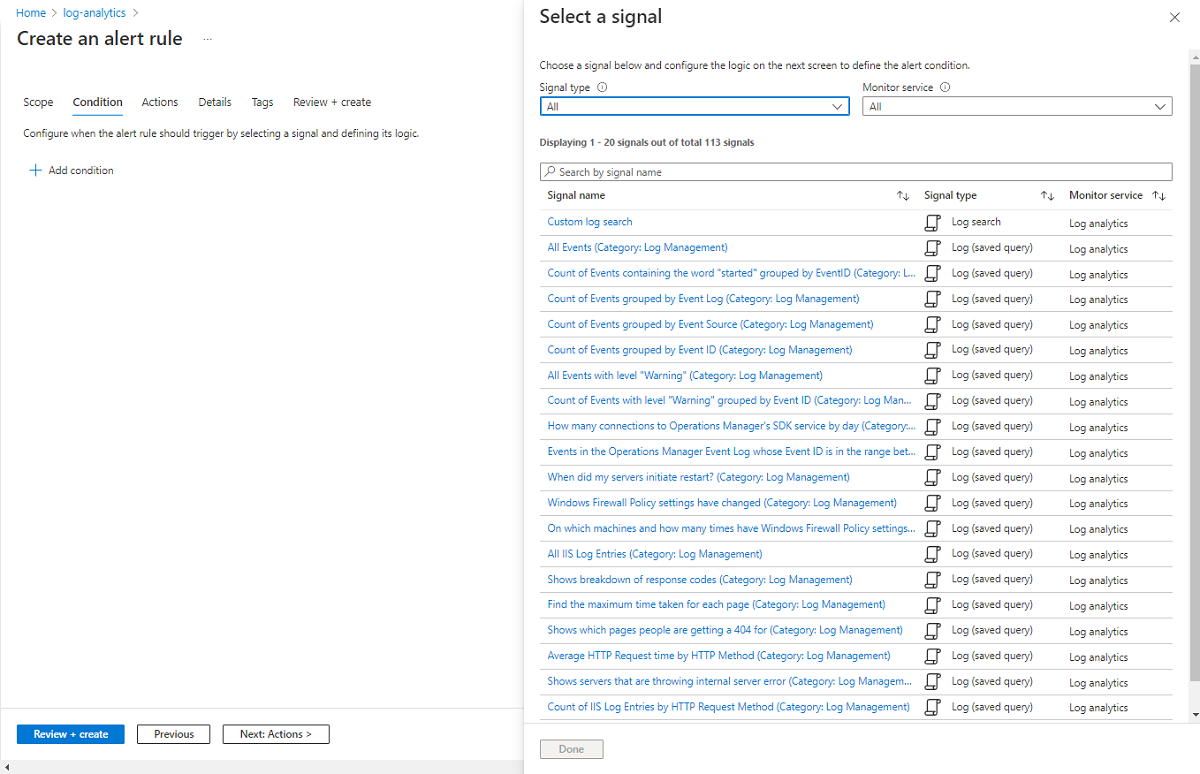 Home > log-analytics >
Create an alert rule ...
Scope Condition Actions Details Tags Review + create
Configure when the alert rule should trigger by selecting a signal and defining its logic.
+ Add condition
Review + create Previous Next: Actions >
Select a signal
Choose a signal below and configure the logic on the next screen to define the alert condition.
Signal type Monitor service
All All
Displaying 1 - 20 signals out of total 113 signals
Search by signal name
Signal name Signal type Monitor service
Custom log search Log search Log analytics
All Events (Category: Log Management) Log (saved query) Log analytics
Count of Events containing the word "started" grouped by EventID (Category: L... Log (saved query) Log analytics
Count of Events grouped by Event Log (Category: Log Management) Log (saved query) Log analytics
Count of Events grouped by Event Source (Category: Log Management) Log (saved query) Log analytics
Count of Events grouped by Event ID (Category: Log Management) Log (saved query) Log analytics
All Events with level "Warning" (Category: Log Management) Log (saved query) Log analytics
Count of Events with level "Warning" grouped by Event ID (Category: Log Man... Log (saved query) Log analytics
How many connections to Operations Manager's SDK service by day (Category:... Log (saved query) Log analytics
Events in the Operations Manager Event Log whose Event ID is in the range bet... Log (saved query) Log analytics
When did my servers initiate restart? (Category: Log Management) Log (saved query) Log analytics
Windows Firewall Policy settings have changed (Category: Log Management) Log (saved query) Log analytics
On which machines and how many times have Windows Firewall Policy settings... Log (saved query) Log analytics
All IIS Log Entries (Category: Log Management) Log (saved query) Log analytics
Shows breakdown of response codes (Category: Log Management) Log (saved query) Log analytics
Find the maximum time taken for each page (Category: Log Management) Log (saved query) Log analytics
Shows which pages people are getting a 404 for (Category: Log Management) Log (saved query) Log analytics
Average HTTP Request time by HTTP Method (Category: Log Management) Log (saved query) Log analytics
Shows servers that are throwing internal server error (Category: Log Managem... Log (saved query) Log analytics
Count of IIS Log Entries by HTTP Request Method (Category: Log Management) Log (saved query) Log analytics
Done